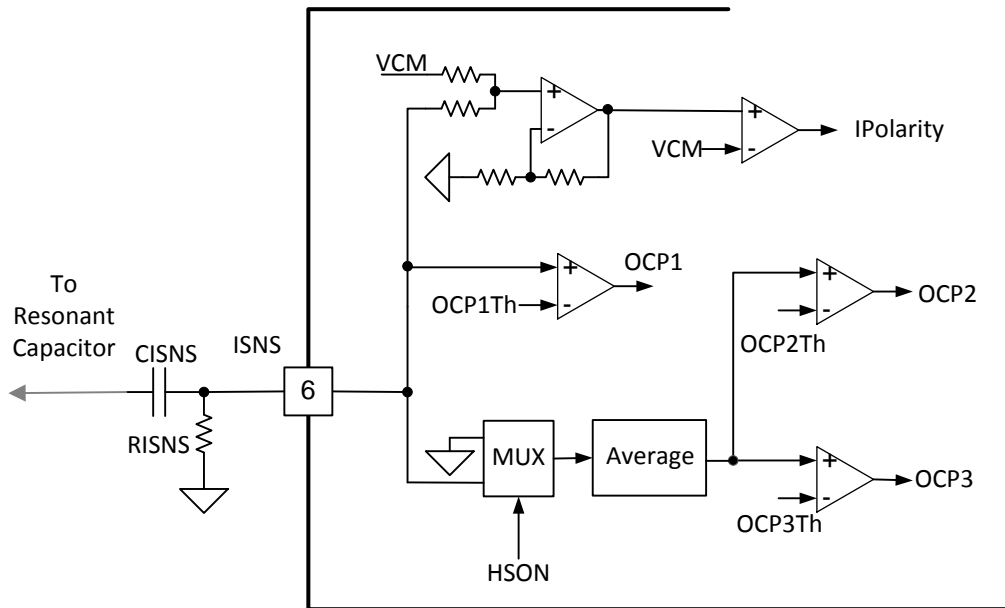 VCM
+
-
+
VCM
-
IPolarity
+
OCP1
OCP1Th
-
+
OCP2
-
OCP2Th
To
Resonant
Capacitor
CISNS
ISNS
6
RISNS
MUX
Average
+
OCP3
-
OCP3Th
HSON